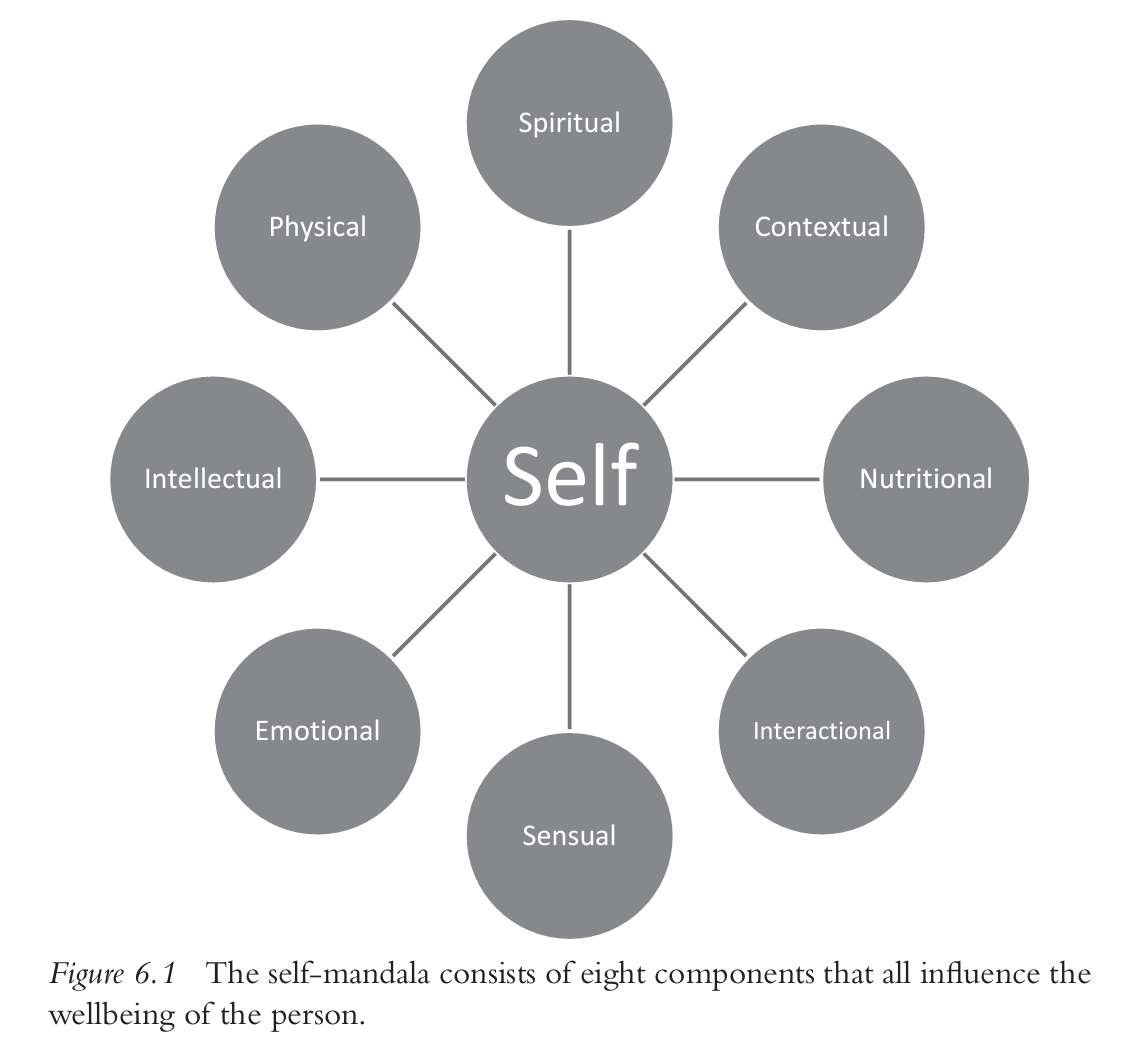 Spiritual
Physical
Contextual
Intellectual
Self
Nutritional
Emotional
Interactional
Sensual
Figure 6.1 The self-mandala consists of eight components that all influence the
wellbeing of the person.